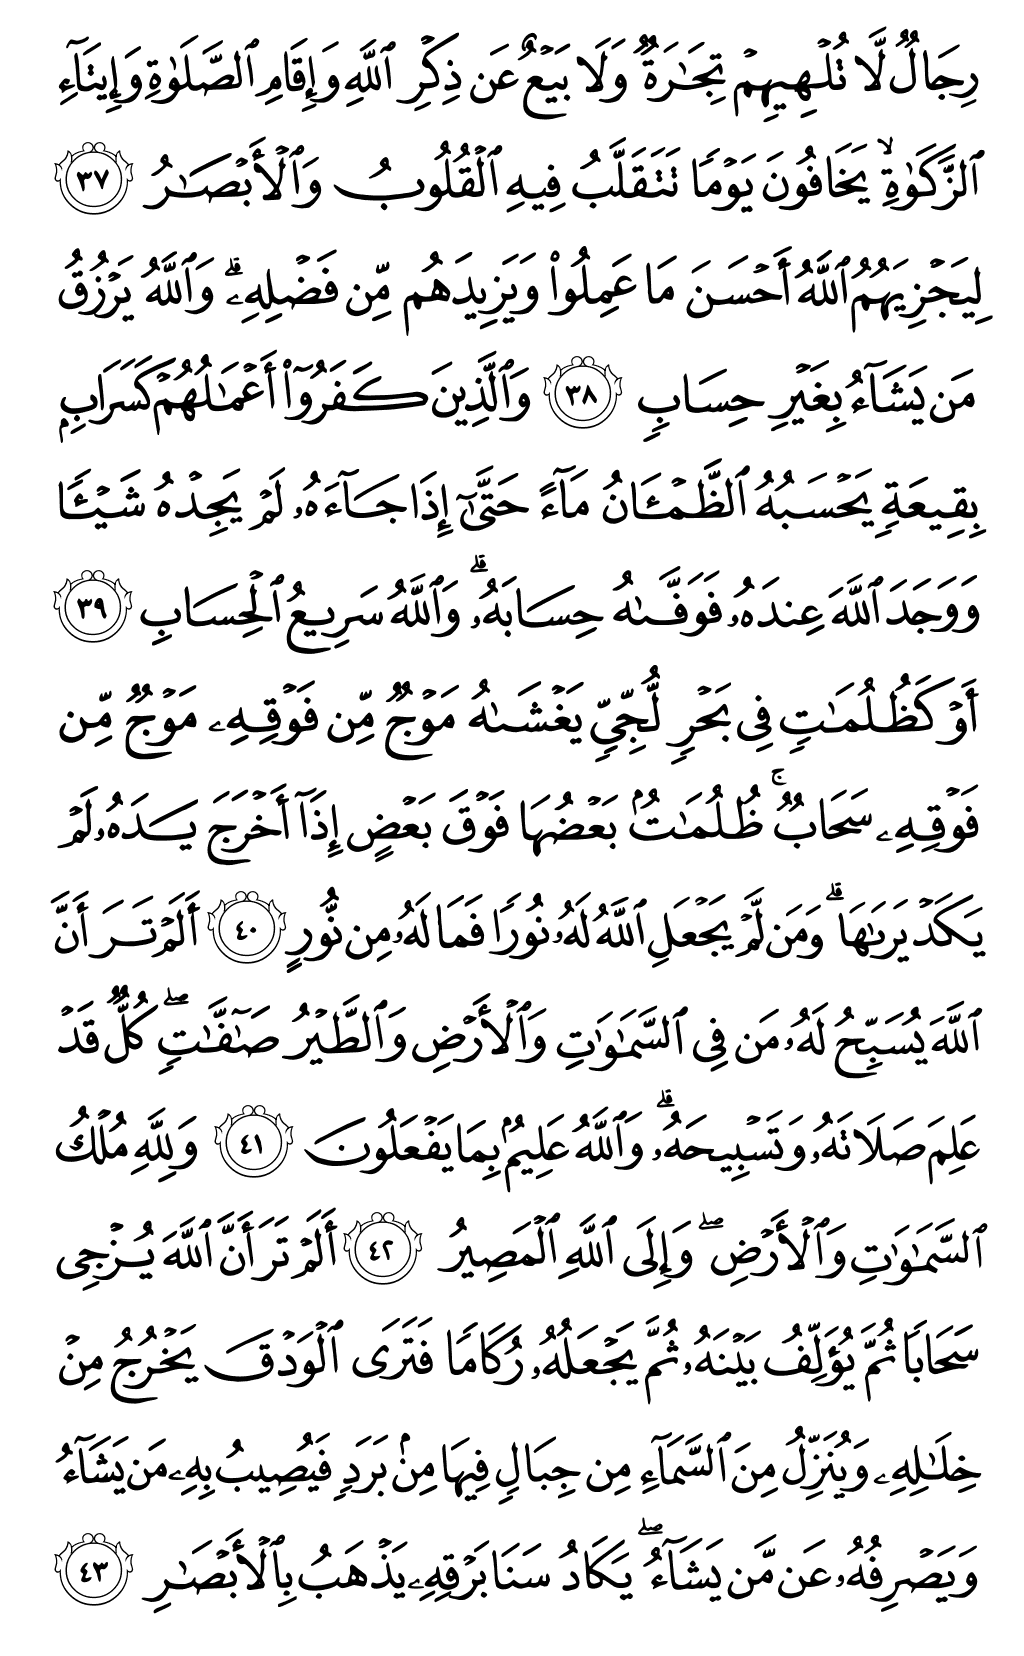 رِجَالٌ لَّا تُلْهِيهِمْ تِجَـٰرَةٌ وَلَا بَيْعٌ عَن ذِكْرِ ٱللَّهِ وَإِقَامِ ٱلصَّلَوٰةِ وَإِيتَآءِ
ٱلزَّكَوٰةِ ۙ يَخَافُونَ يَوْمًا تَتَقَلَّبُ فِيهِ ٱلْقُلُوبُ وَٱلْأَبْصَـٰرُ ٣٧
لِيَجْزِيَهُمُ ٱللَّهُ أَحْسَنَ مَا عَمِلُوا۟ وَيَزِيدَهُم مِّن فَضْلِهِۦ ۗ وَٱللَّهُ يَرْزُقُ
مَن يَشَآءُ بِغَيْرِ حِسَابٍ ٣٨ وَٱلَّذِينَ كَفَرُوٓا۟ أَعْمَـٰلُهُمْ كَسَرَابٍۭ
بِقِيعَةٍ يَحْسَبُهُ ٱلظَّمْـَٔانُ مَآءً حَتَّىٰٓ إِذَا جَآءَهُۥ لَمْ يَجِدْهُ شَيْـًٔا
وَوَجَدَ ٱللَّهَ عِندَهُۥ فَوَفَّىٰهُ حِسَابَهُۥ ۗ وَٱللَّهُ سَرِيعُ ٱلْحِسَابِ ٣٩
أَوْ كَظُلُمَـٰتٍ فِى بَحْرٍ لُّجِّىٍّ يَغْشَىٰهُ مَوْجٌ مِّن فَوْقِهِۦ مَوْجٌ مِّن
فَوْقِهِۦ سَحَابٌ ۚ ظُلُمَـٰتٌۢ بَعْضُهَا فَوْقَ بَعْضٍ إِذَآ أَخْرَجَ يَدَهُۥ لَمْ
يَكَدْ يَرَىٰهَا ۗ وَمَن لَّمْ يَجْعَلِ ٱللَّهُ لَهُۥ نُورًا فَمَا لَهُۥ مِن نُّورٍ ٤٠ أَلَمْ تَرَ أَنَّ
ٱللَّهَ يُسَبِّحُ لَهُۥ مَن فِى ٱلسَّمَـٰوَٰتِ وَٱلْأَرْضِ وَٱلطَّيْرُ صَـٰٓفَّـٰتٍ ۖ كُلٌّ قَدْ
عَلِمَ صَلَاتَهُۥ وَتَسْبِيحَهُۥ ۗ وَٱللَّهُ عَلِيمٌۢ بِمَا يَفْعَلُونَ ٤١ وَلِلَّهِ مُلْكُ
ٱلسَّمَـٰوَٰتِ وَٱلْأَرْضِ ۖ وَإِلَى ٱللَّهِ ٱلْمَصِيرُ ٤٢ أَلَمْ تَرَ أَنَّ ٱللَّهَ يُزْجِى
سَحَابًا ثُمَّ يُؤَلِّفُ بَيْنَهُۥ ثُمَّ يَجْعَلُهُۥ رُكَامًا فَتَرَى ٱلْوَدْقَ يَخْرُجُ مِنْ
خِلَـٰلِهِۦ وَيُنَزِّلُ مِنَ ٱلسَّمَآءِ مِن جِبَالٍ فِيهَا مِنۢ بَرَدٍ فَيُصِيبُ بِهِۦ مَن يَشَآءُ
وَيَصْرِفُهُۥ عَن مَّن يَشَآءُ ۖ يَكَادُ سَنَا بَرْقِهِۦ يَذْهَبُ بِٱلْأَبْصَـٰرِ ٤٣